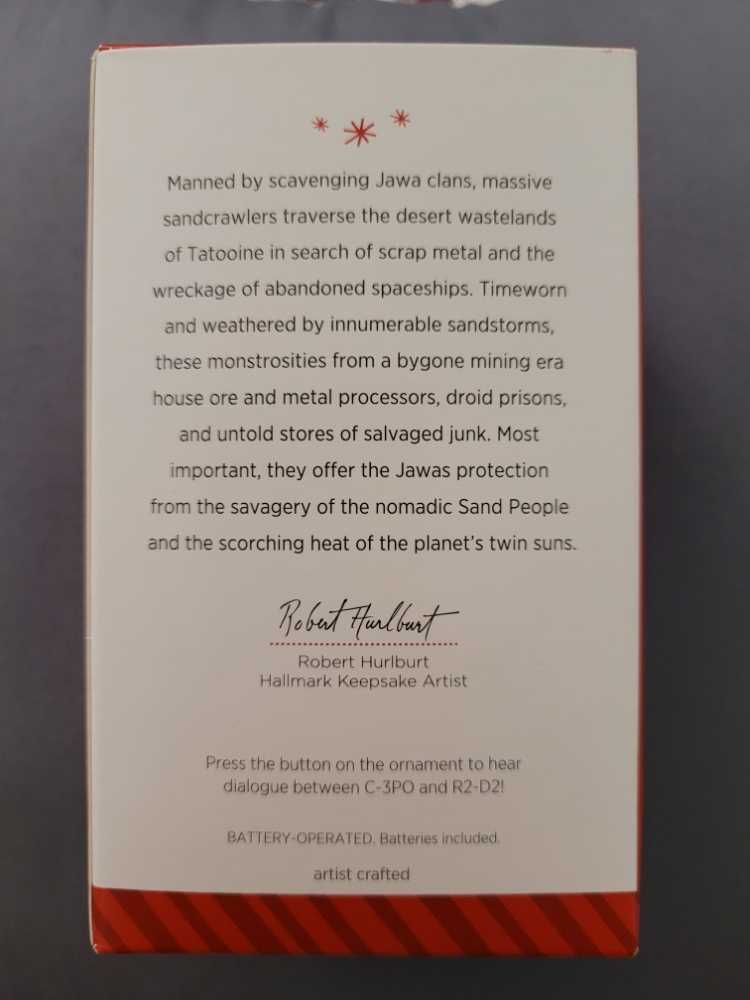 Manned by scavenging Jawa clans, massive
sandcrawlers traverse the desert wastelands
of Tatooine in search of scrap metal and the
wreckage of abandoned spaceships. Timeworn
and weathered by innumerable sandstorms,
these monstrosities from a bygone mining era
house ore and metal processors, droid prisons,
and untold stores of salvaged junk. Most
important, they offer the Jawas protection
from the savagery of the nomadic Sand People
and the scorching heat of the planet's twin suns.
Robert Hurlburt
Robert Hurlburt
Hallmark Keepsake Artist
Press the button on the ornament to hear
dialogue between C-3PO and R2-D2!
BATTERY-OPERATED. Batteries included.
artist crafted